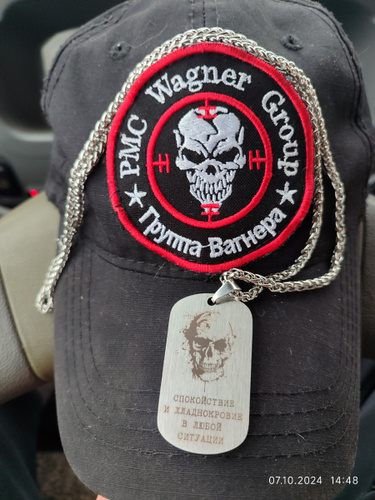 PMC Wagner Group
Группа Вагнера
СПОКОЙСТВИЕ
И ХЛАДНОКРОВИЕ
В ЛЮБОЙ
СИТУАЦИИ
07.10.2024 14:48